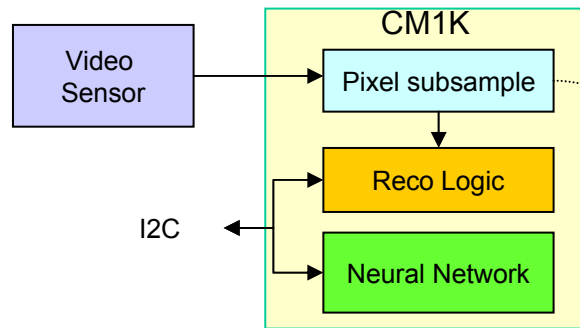 CM1K
Video
Sensor
Pixel subsample
Reco Logic
I2C
Neural Network